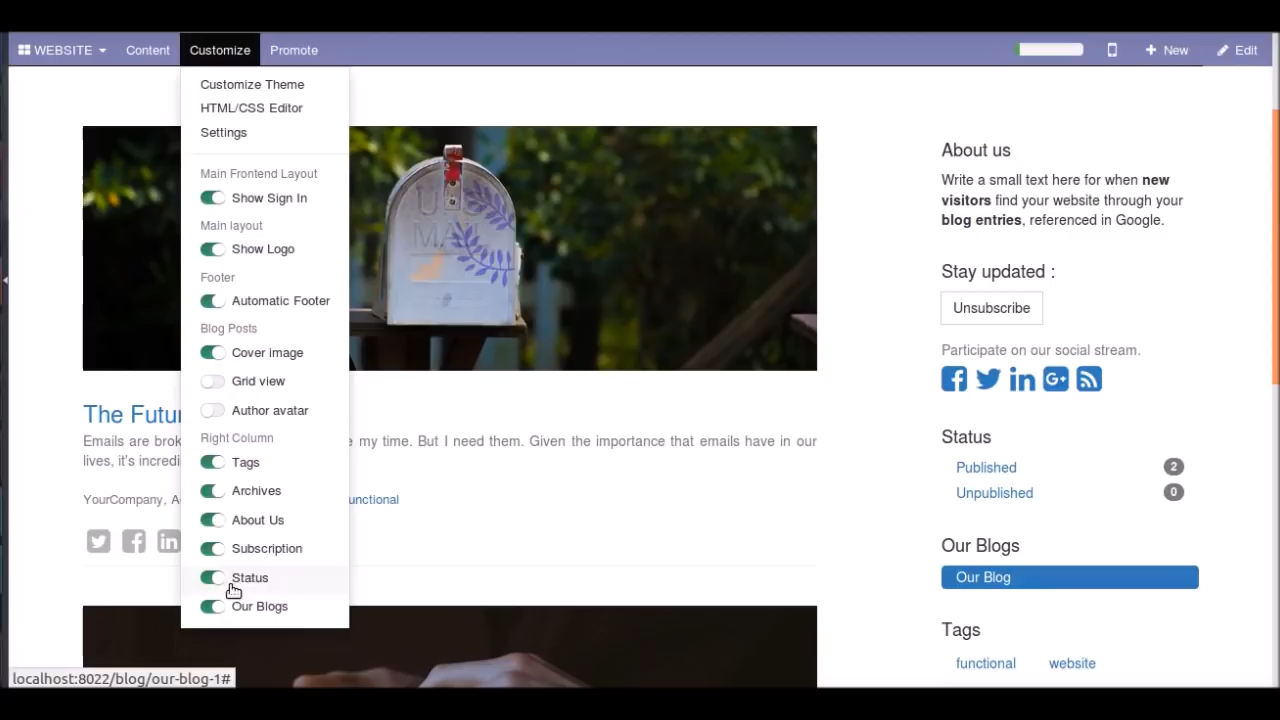 WEBSITE Content Customize Promote New Edit
Customize Theme
HTML/CSS Editor
Settings
Main Frontend Layout
Show Sign In
Main layout
Show Logo
Footer
Automatic Footer
Blog Posts
Cover image
Grid view
Author avatar
Right Column
Tags
Archives
About Us
Subscription
Status
Our Blogs
U.S.
MAIL
The Futur
Emails are brok e my time. But I need them. Given the importance that emails have in our
lives, it's incredi
YourCompany, A unctional
About us
Write a small text here for when new
visitors find your website through your
blog entries, referenced in Google.
Stay updated :
Unsubscribe
Participate on our social stream.
Status
Published 2
Unpublished 0
Our Blogs
Our Blog
Tags
functional website
localhost:8022/blog/our-blog-1#